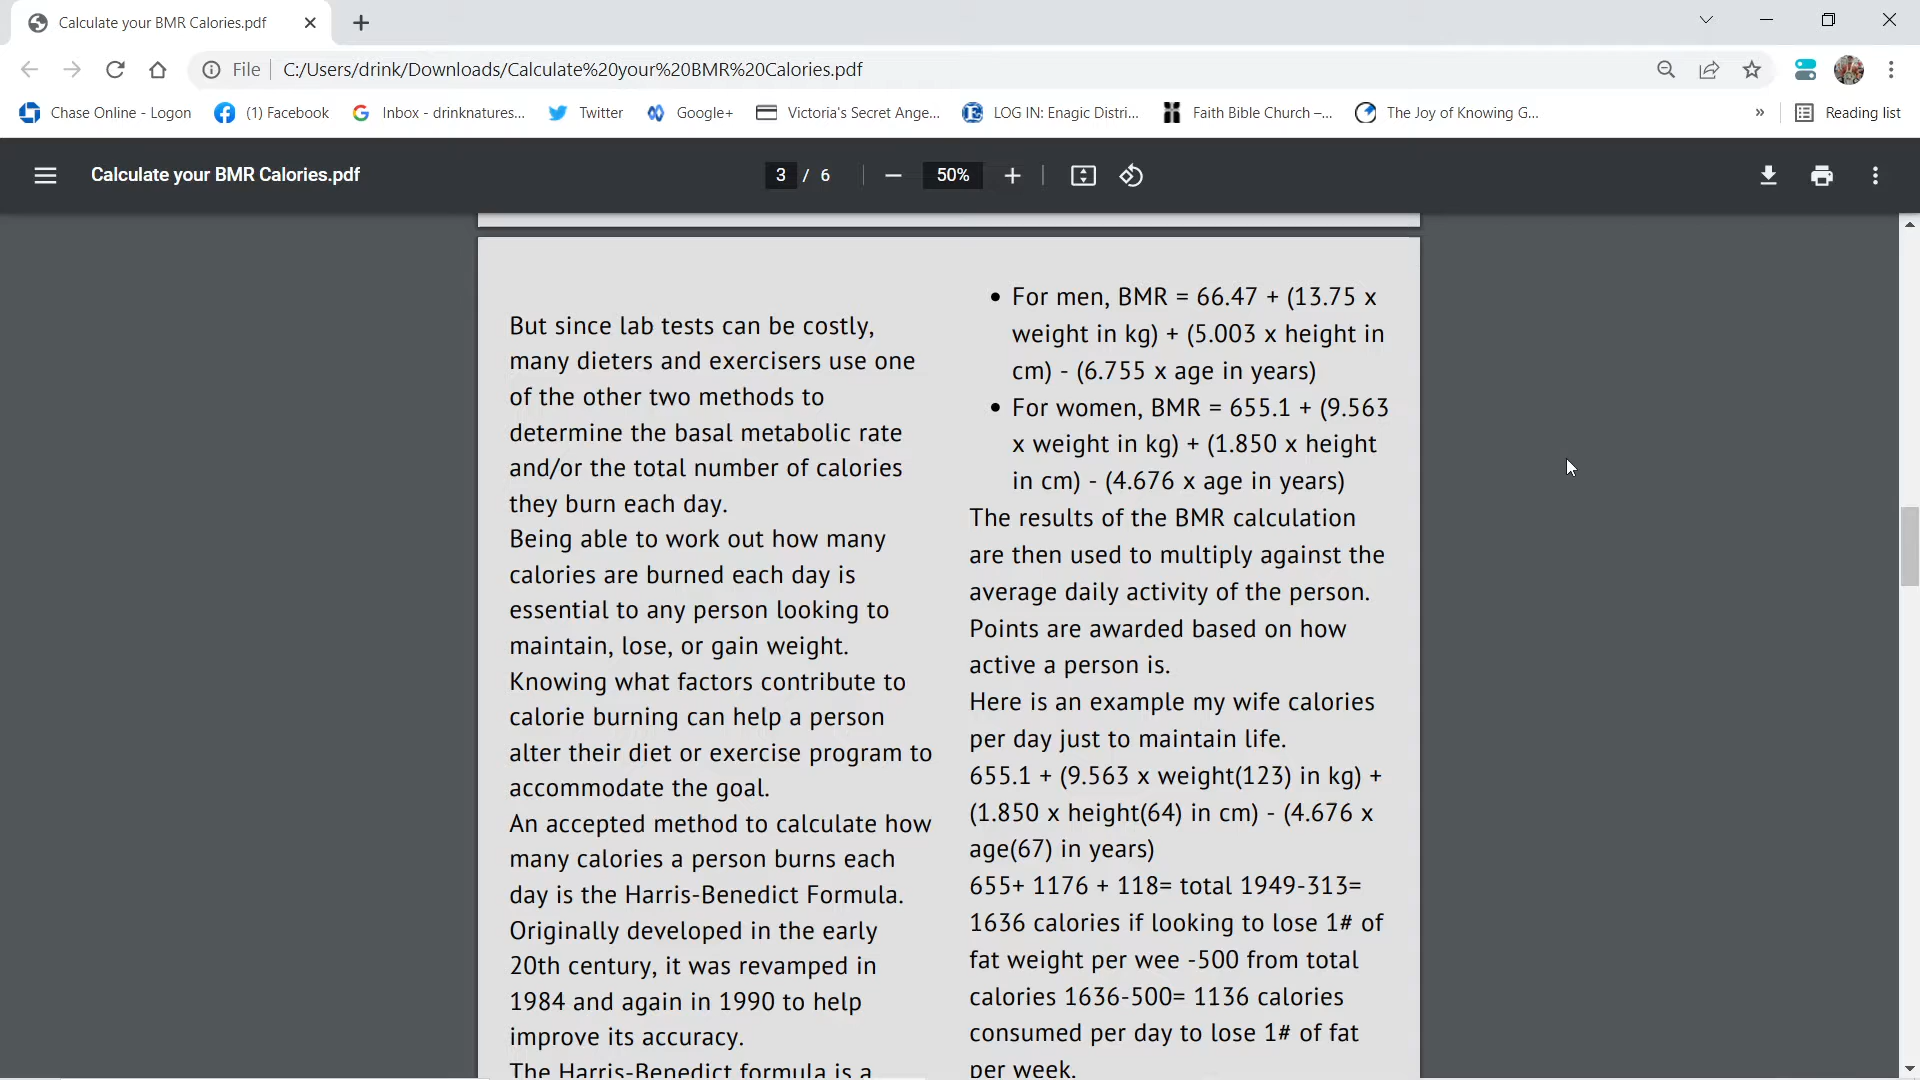 Calculate your BMR Calories.pdf
File
C:/Users/drink/Downloads/Calculate%20your%20BMR%20Calories.pdf
Chase Online - Logon
(1) Facebook
Inbox - drinknatures...
Twitter
Google+
Victoria's Secret Ange...
LOG IN: Enagic Distri...
Faith Bible Church –...
The Joy of Knowing G...
»
Reading list
Calculate your BMR Calories.pdf
3 / 6
50%
But since lab tests can be costly,
many dieters and exercisers use one
of the other two methods to
determine the basal metabolic rate
and/or the total number of calories
they burn each day.
Being able to work out how many
calories are burned each day is
essential to any person looking to
maintain, lose, or gain weight.
Knowing what factors contribute to
calorie burning can help a person
alter their diet or exercise program to
accommodate the goal.
An accepted method to calculate how
many calories a person burns each
day is the Harris-Benedict Formula.
Originally developed in the early
20th century, it was revamped in
1984 and again in 1990 to help
improve its accuracy.
The Harris-Benedict formula is a
• For men, BMR = 66.47 + (13.75 x
weight in kg) + (5.003 x height in
cm) - (6.755 x age in years)
• For women, BMR = 655.1 + (9.563
x weight in kg) + (1.850 x height
in cm) - (4.676 x age in years)
The results of the BMR calculation
are then used to multiply against the
average daily activity of the person.
Points are awarded based on how
active a person is.
Here is an example my wife calories
per day just to maintain life.
655.1 + (9.563 x weight(123) in kg) +
(1.850 x height(64) in cm) - (4.676 x
age(67) in years)
655+ 1176 + 118= total 1949-313=
1636 calories if looking to lose 1# of
fat weight per wee -500 from total
calories 1636-500= 1136 calories
consumed per day to lose 1# of fat
per week.